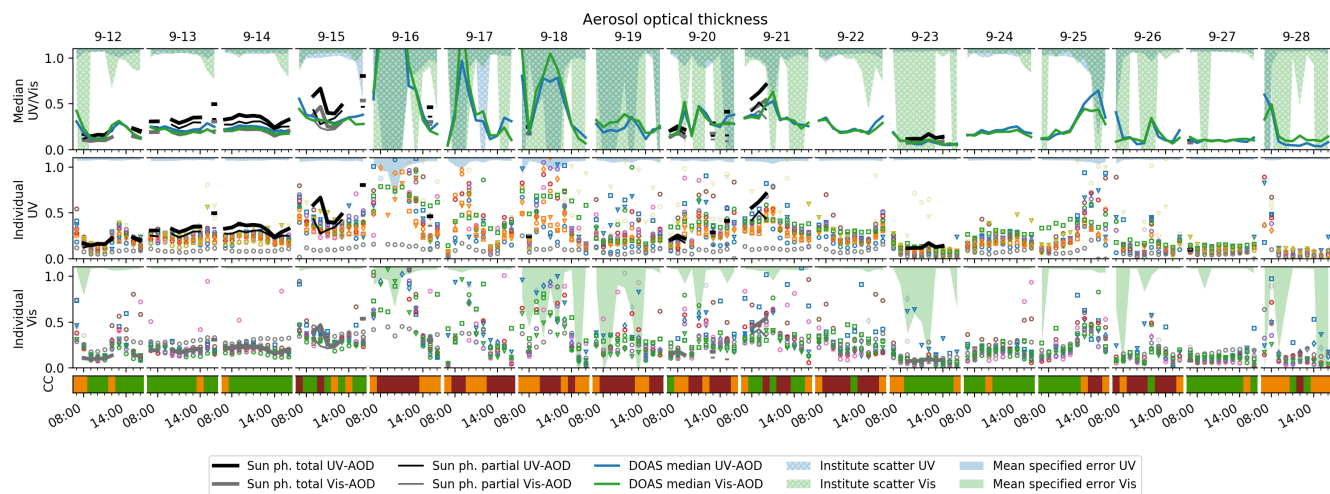 Aerosol optical thickness
9-12 9-13 9-14 9-15 9-16 9-17 9-18 9-19 9-20 9-21 9-22 9-23 9-24 9-25 9-26 9-27 9-28
Median
UV/Vis
1.0
0.5
0.0
Individual
UV
1.0
0.5
0.0
Individual
Vis
1.0
0.5
0.0
CC
08:00 14:00 08:00 14:00 08:00 14:00 08:00 14:00 08:00 14:00 08:00 14:00 08:00 14:00 08:00 14:00 08:00 14:00 08:00 14:00 08:00 14:00 08:00 14:00 08:00 14:00 08:00 14:00 08:00 14:00 08:00 14:00 08:00 14:00
Sun ph. total UV-AOD Sun ph. partial UV-AOD DOAS median UV-AOD Institute scatter UV Mean specified error UV
Sun ph. total Vis-AOD Sun ph. partial Vis-AOD DOAS median Vis-AOD Institute scatter Vis Mean specified error Vis